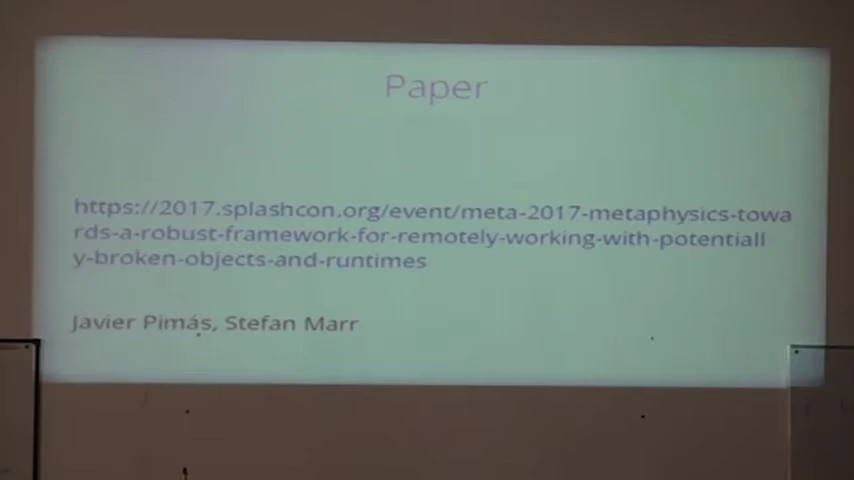 Paper
https://2017.splashcon.org/event/meta-2017-metaphysics-towa
rds-a-robust-framework-for-remotely-working-with-potentiall
y-broken-objects-and-runtimes
Javier Pimás, Stefan Marr